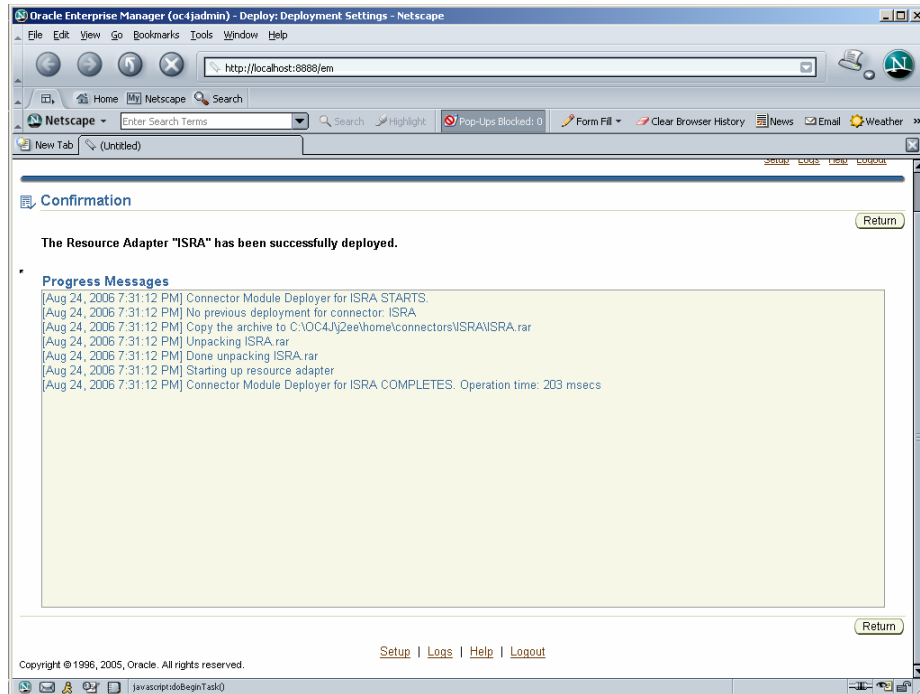 Oracle Enterprise Manager (oc4jadmin) - Deploy: Deployment Settings - Netscape
File Edit View Go Bookmarks Tools Window Help
http://localhost:8888/em
Home My Netscape Search
Netscape Enter Search Terms Search Highlight Pop-Ups Blocked: 0 Form Fill Clear Browser History News Email Weather »
New Tab (Untitled)
Setup Logs Help Logout
Confirmation
Return
The Resource Adapter "ISRA" has been successfully deployed.
Progress Messages
[Aug 24, 2006 7:31:12 PM] Connector Module Deployer for ISRA STARTS.
[Aug 24, 2006 7:31:12 PM] No previous deployment for connector: ISRA
[Aug 24, 2006 7:31:12 PM] Copy the archive to C:\OC4J\j2ee\home\connectors\ISRA\ISRA.rar
[Aug 24, 2006 7:31:12 PM] Unpacking ISRA.rar
[Aug 24, 2006 7:31:12 PM] Done unpacking ISRA.rar
[Aug 24, 2006 7:31:12 PM] Starting up resource adapter
[Aug 24, 2006 7:31:12 PM] Connector Module Deployer for ISRA COMPLETES. Operation time: 203 msecs
Return
Setup | Logs | Help | Logout
Copyright © 1996, 2005, Oracle. All rights reserved.
javascript:doBeginTask()